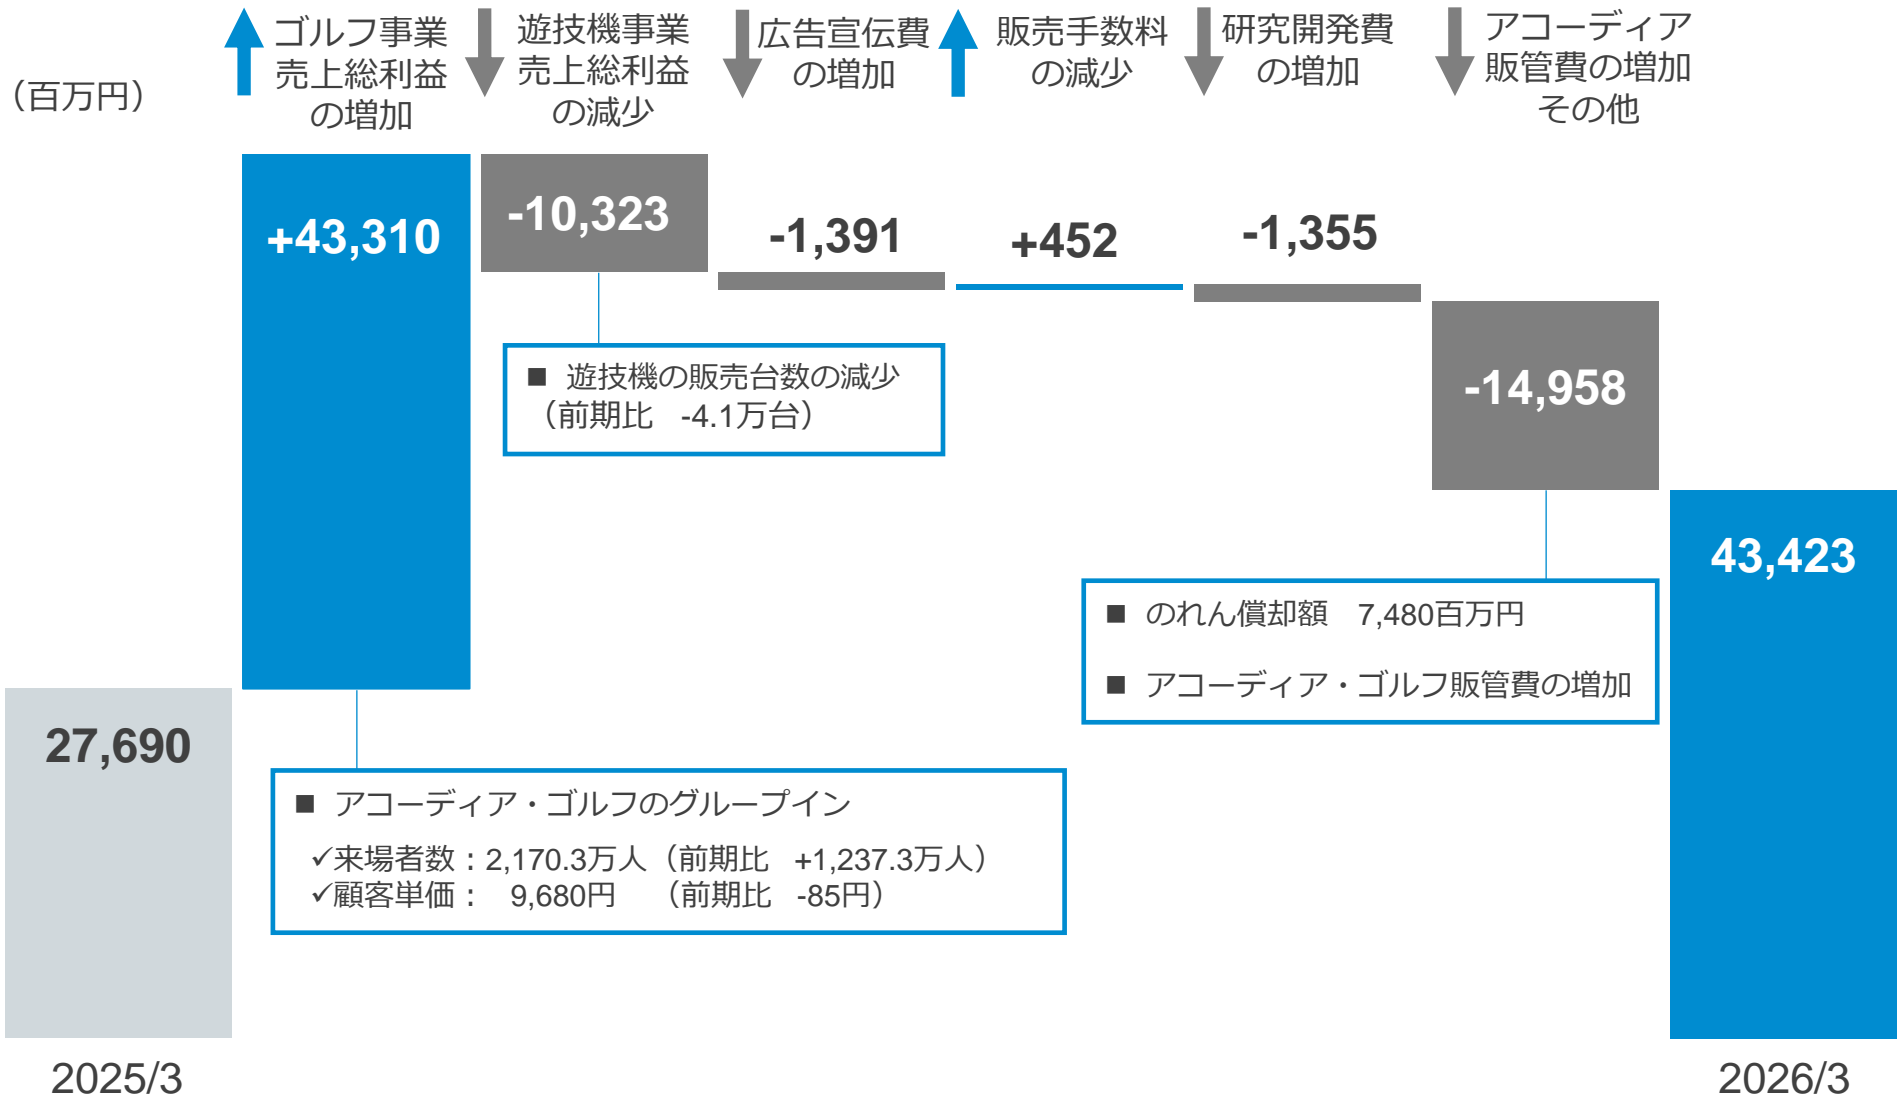 （百万円）
ゴルフ事業
売上総利益
の増加
遊技機事業
売上総利益
の減少
広告宣伝費
の増加
販売手数料
の減少
研究開発費
の増加
アコーディア
販管費の増加
その他
27,690
+43,310
-10,323
-1,391
+452
-1,355
-14,958
43,423
■ 遊技機の販売台数の減少
（前期比 -4.1万台）
■ のれん償却額 7,480百万円
■ アコーディア・ゴルフ販管費の増加
■ アコーディア・ゴルフのグループイン
✓来場者数：2,170.3万人（前期比 +1,237.3万人）
✓顧客単価： 9,680円 （前期比 -85円）
2025/3
2026/3